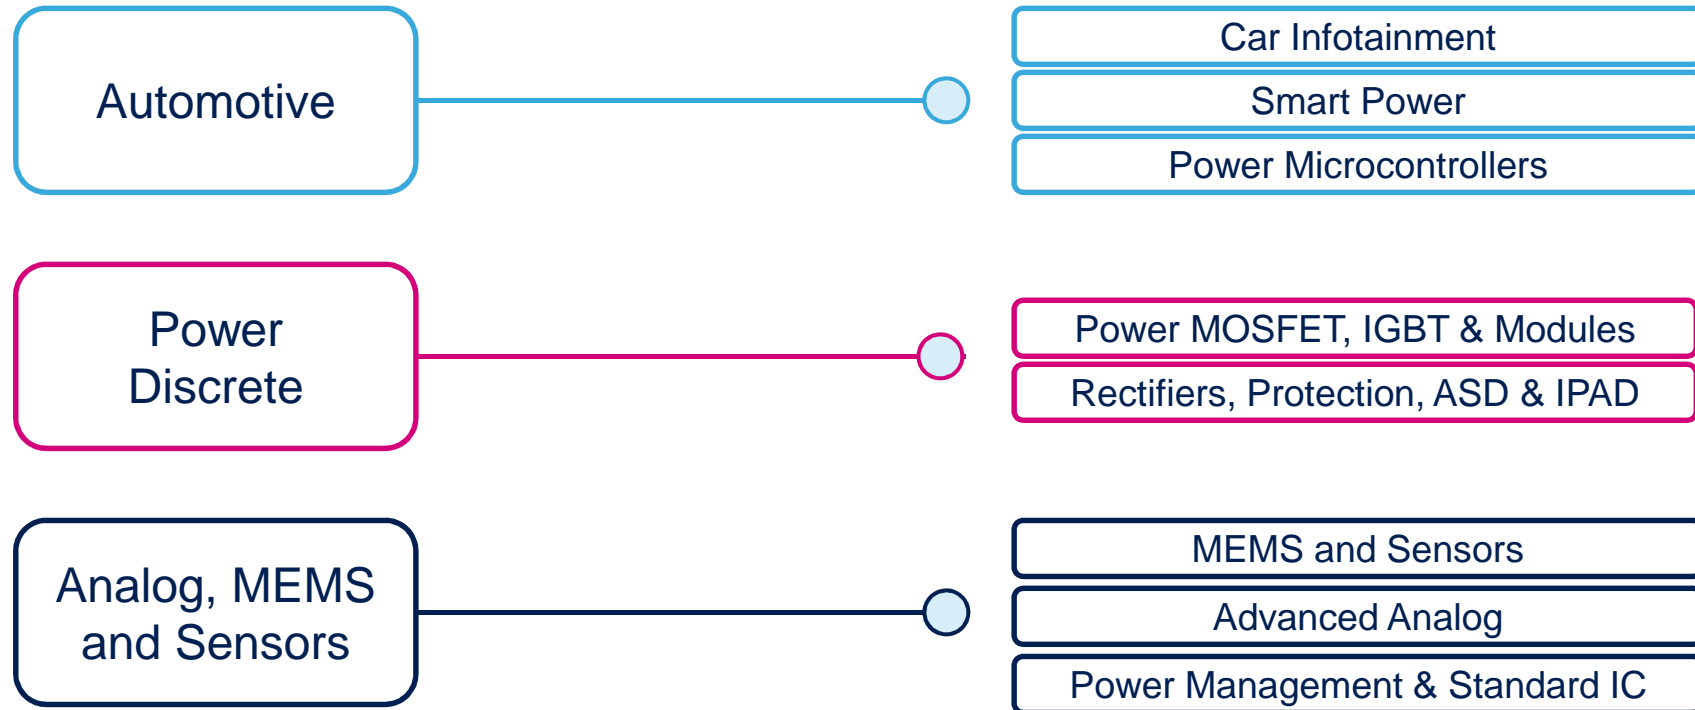 Automotive
Car Infotainment
Smart Power
Power Microcontrollers
Power
Discrete
Power MOSFET, IGBT & Modules
Rectifiers, Protection, ASD & IPAD
Analog, MEMS
and Sensors
MEMS and Sensors
Advanced Analog
Power Management & Standard IC